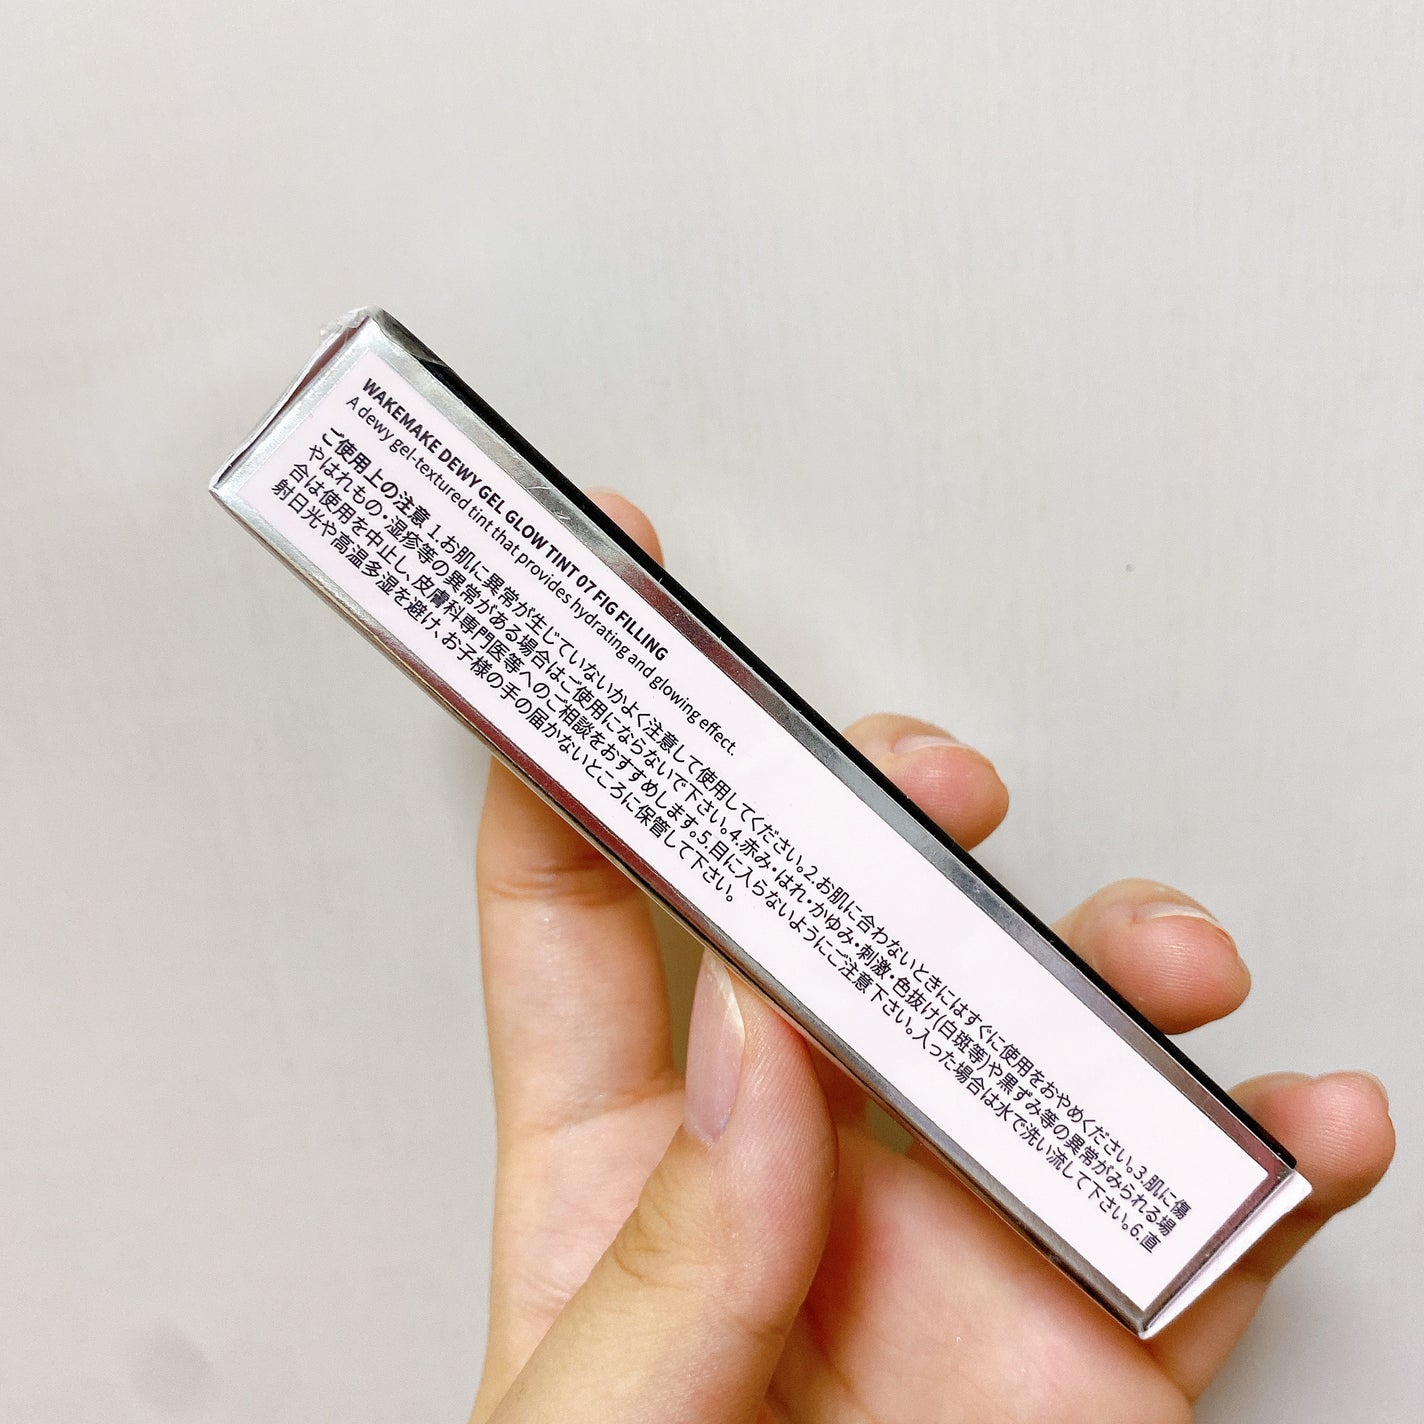 WAKEMAKE DEWY GEL GLOW TINT 07 FIG FILLING
A dewy gel-textured tint that provides hydrating and glowing effect.
ご使用上の注意 1.お肌に異常が生じていないかよく注意して使用してください。2.お肌に合わないときにはすぐに使用をおやめください。3.肌に傷
やはれもの・湿疹等の異常がある場合はご使用にならないで下さい。4.赤み・はれ・かゆみ・刺激・色抜け(白斑等)や黒ずみ等の異常がみられる場
合は使用を中止し、皮膚科専門医等へのご相談をおすすめします。5.目に入らないようにご注意下さい。入った場合は水で洗い流して下さい。6.直
射日光や高温多湿を避け、お子様の手の届かないところに保管して下さい。